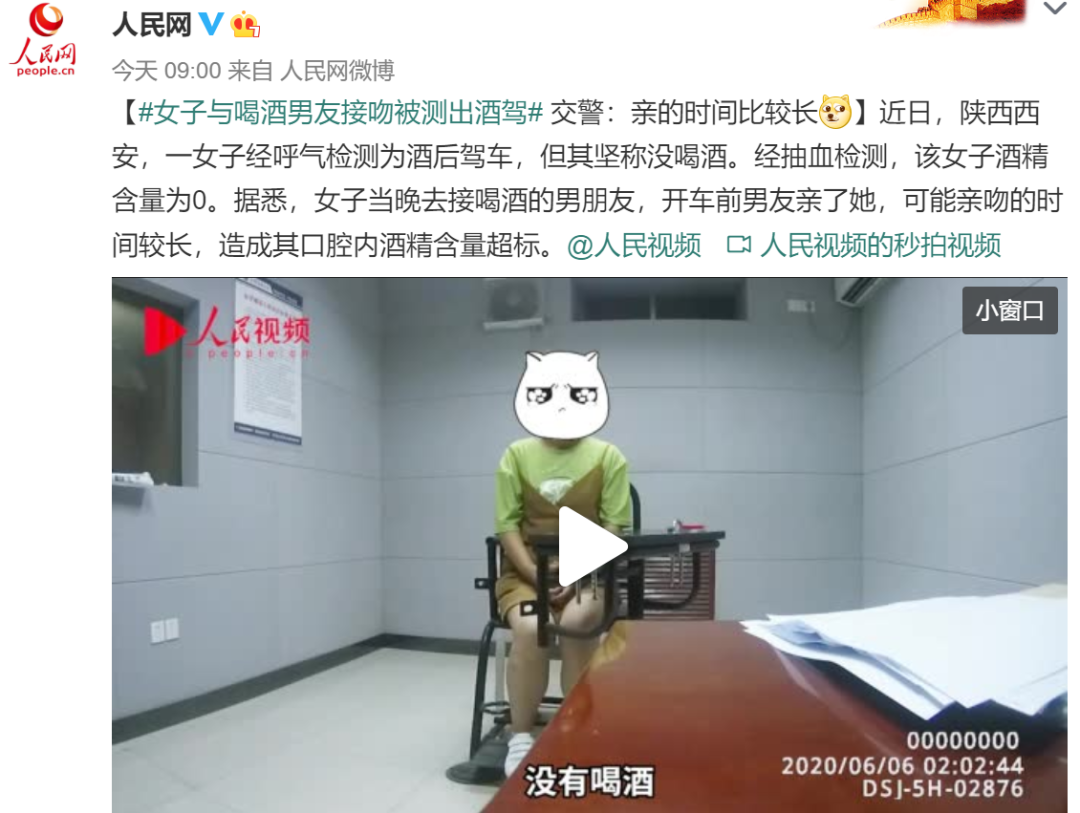 人民网
people.cn
人民网
今天 09:00 来自 人民网微博
【#女子与喝酒男友接吻被测出酒驾# 交警：亲的时间比较长】近日，陕西西
安，一女子经呼气检测为酒后驾车，但其坚称没喝酒。经抽血检测，该女子酒精
含量为0。据悉，女子当晚去接喝酒的男朋友，开车前男友亲了她，可能亲吻的时
间较长，造成其口腔内酒精含量超标。@人民视频 人民视频的秒拍视频
人民视频
people.cn
小窗口
没有喝酒
00000000
2020/06/06 02:02:44
DSJ-5H-02876